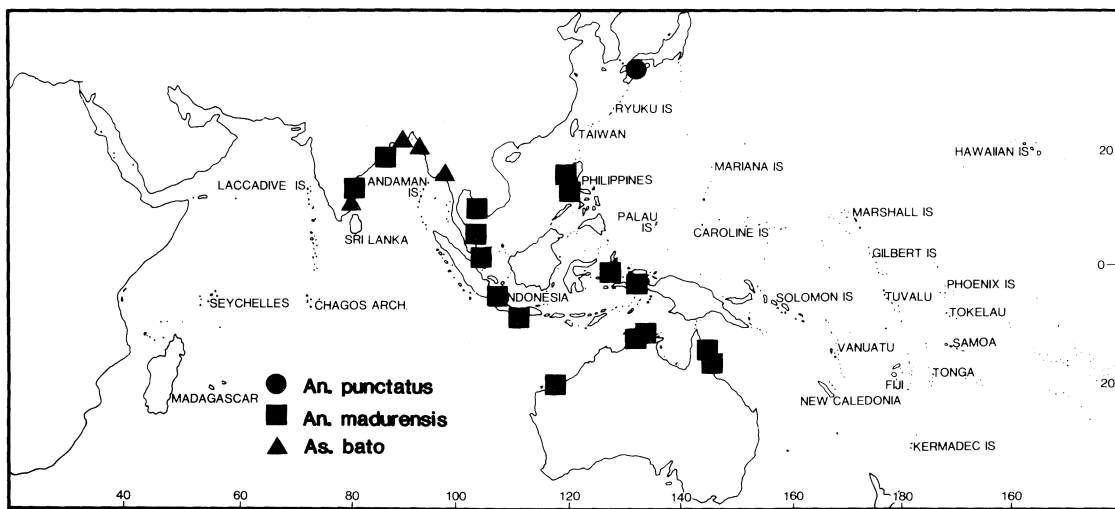 RYUKU IS
TAIWAN
HAWAIIAN IS
20
MARIANA IS
LACCADIVE IS.
ANDAMAN
IS.
PHILIPPINES
PALAU
IS
MARSHALL IS
SRI LANKA
CAROLINE IS
GILBERT IS
0
SEYCHELLES
CHAGOS ARCH.
INDONESIA
SOLOMON IS
PHOENIX IS
TUVALU
TOKELAU
VANUATU
SAMOA
An. punctatus
TONGA
FIJI
20
MADAGASCAR
NEW CALEDONIA
An. madurensis
As. bato
KERMADEC IS
40 60 80 100 120 140 160 180 160